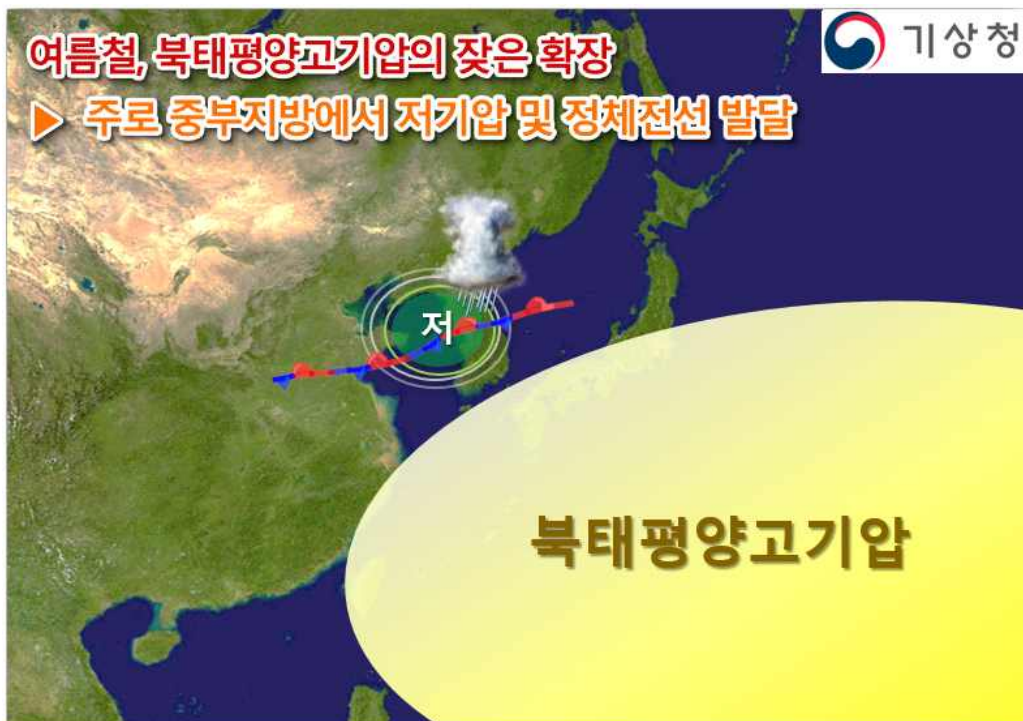 여름철, 북태평양고기압의 잦은 확장
기상청
▶ 주로 중부지방에서 저기압 및 정체전선 발달
저
북태평양고기압